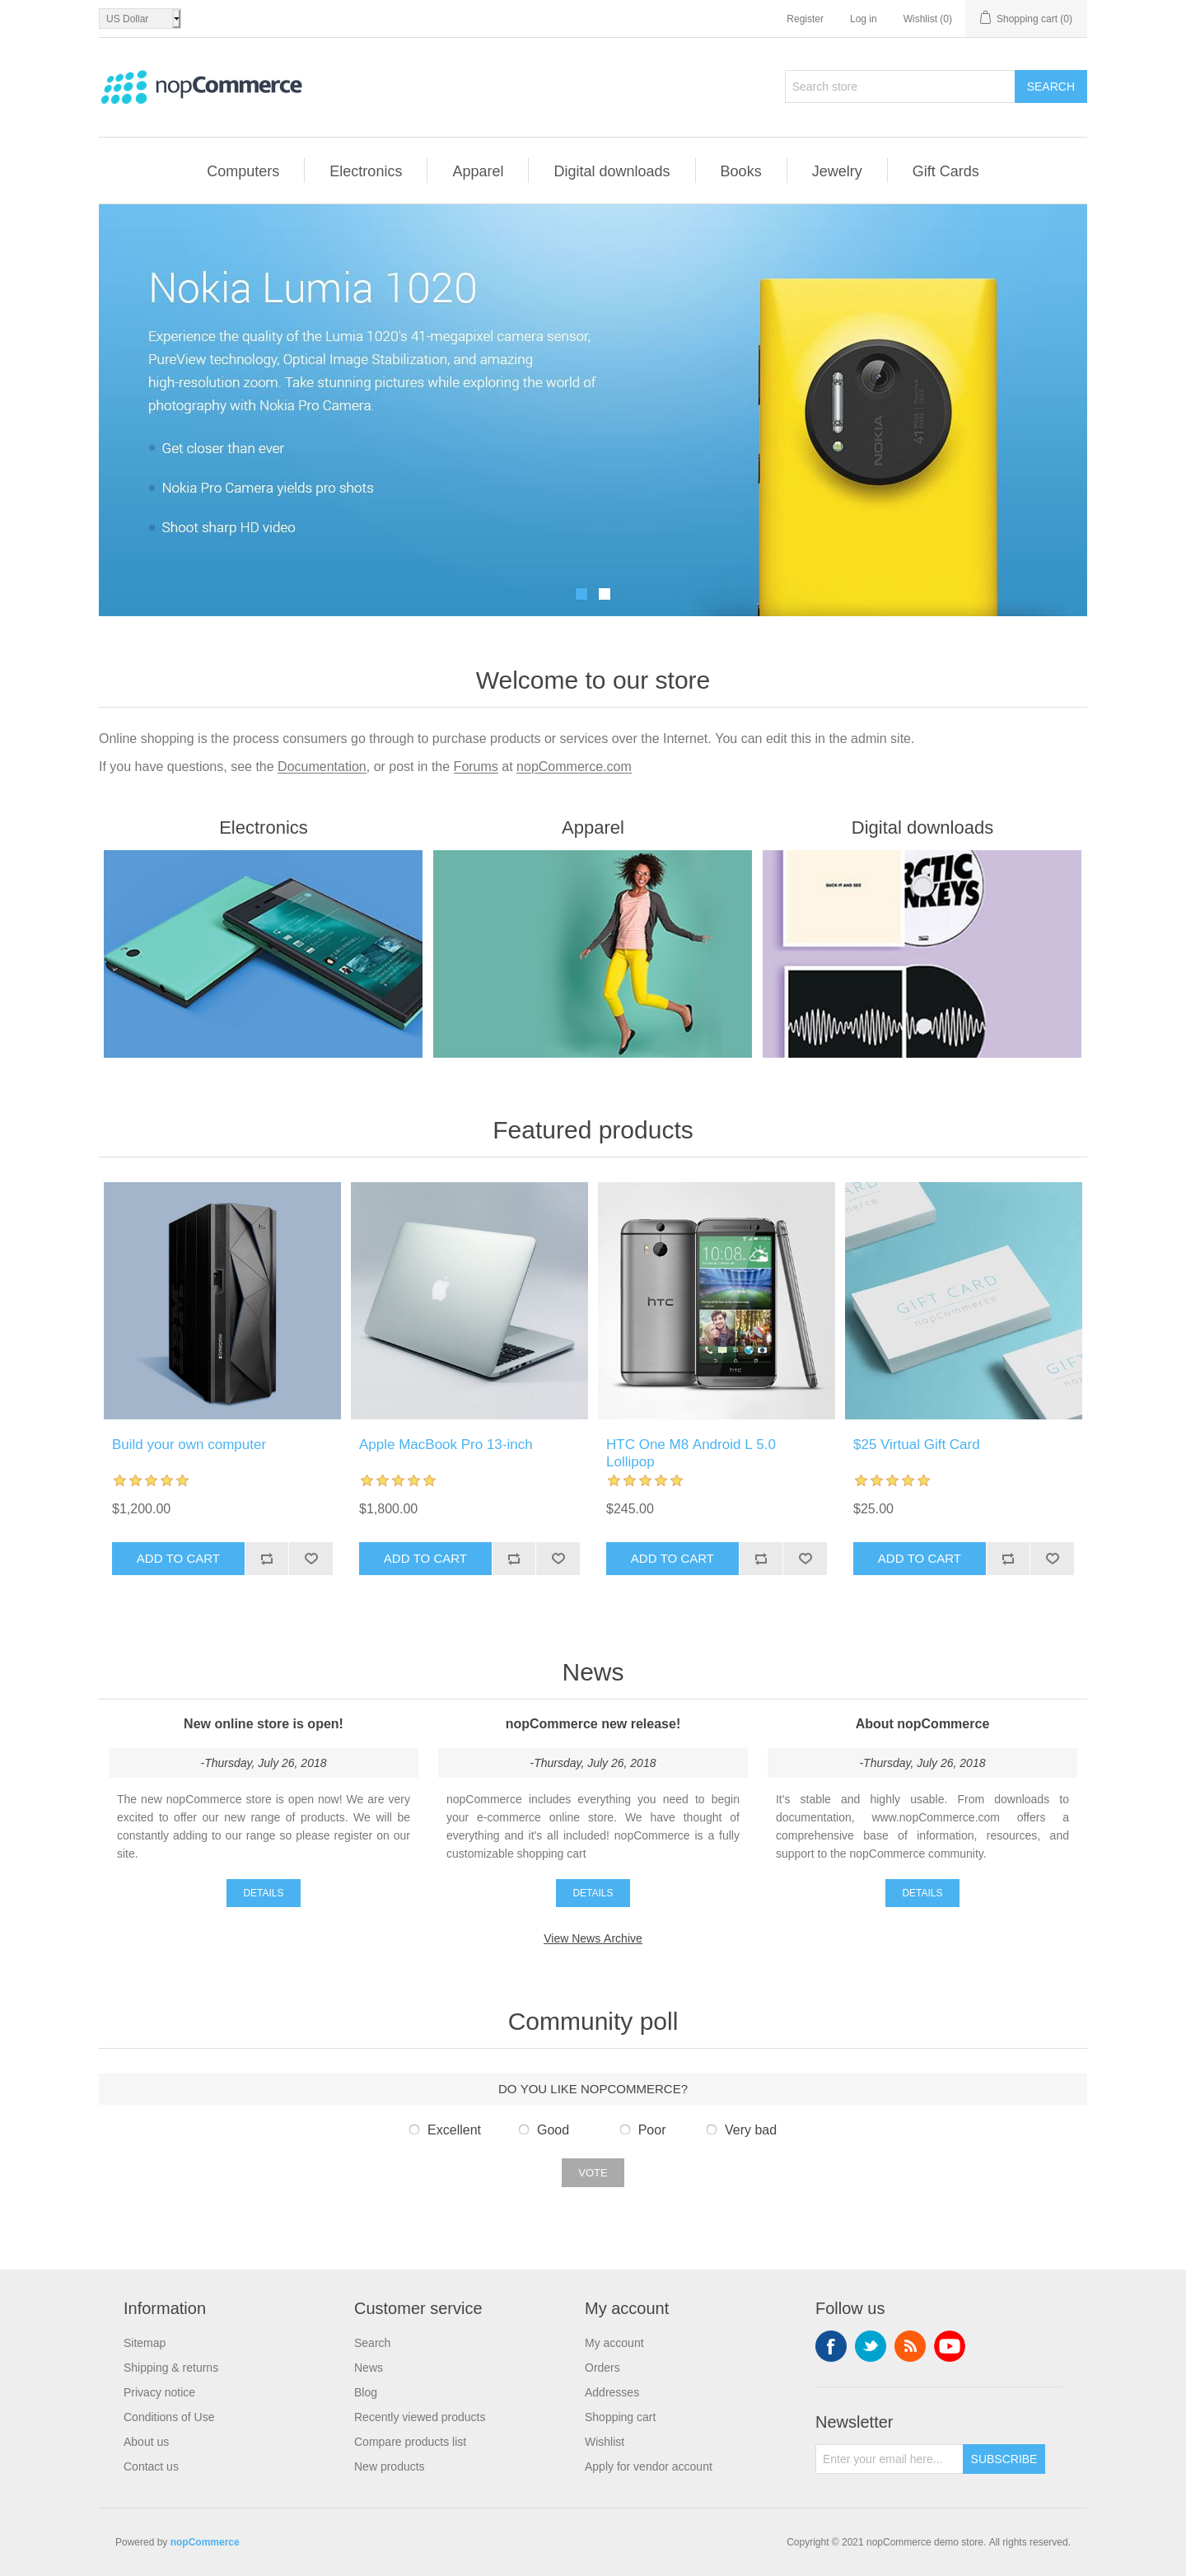 US Dollar
Register
Log in
Wishlist (0)
Shopping cart (0)
nopCommerce
Search store
SEARCH
Computers
Electronics
Apparel
Digital downloads
Books
Jewelry
Gift Cards
Nokia Lumia 1020
Experience the quality of the Lumia 1020's 41-megapixel camera sensor,
PureView technology, Optical Image Stabilization, and amazing
high-resolution zoom. Take stunning pictures while exploring the world of
photography with Nokia Pro Camera.
Get closer than ever
Nokia Pro Camera yields pro shots
Shoot sharp HD video
NOKIA
41
Welcome to our store
Online shopping is the process consumers go through to purchase products or services over the Internet. You can edit this in the admin site.
If you have questions, see the Documentation, or post in the Forums at nopCommerce.com
Electronics
Apparel
Digital downloads
SUCK IT AND SEE
RCTIC
NKEYS
Featured products
IBM
10:08
hTC
hTC
GIFT CARD
nopCommerce
Build your own computer
$1,200.00
ADD TO CART
Apple MacBook Pro 13-inch
$1,800.00
ADD TO CART
HTC One M8 Android L 5.0
Lollipop
$245.00
ADD TO CART
$25 Virtual Gift Card
$25.00
ADD TO CART
News
New online store is open!
-Thursday, July 26, 2018
The new nopCommerce store is open now! We are very
excited to offer our new range of products. We will be
constantly adding to our range so please register on our
site.
DETAILS
nopCommerce new release!
-Thursday, July 26, 2018
nopCommerce includes everything you need to begin
your e-commerce online store. We have thought of
everything and it's all included! nopCommerce is a fully
customizable shopping cart
DETAILS
About nopCommerce
-Thursday, July 26, 2018
It's stable and highly usable. From downloads to
documentation, www.nopCommerce.com offers a
comprehensive base of information, resources, and
support to the nopCommerce community.
DETAILS
View News Archive
Community poll
DO YOU LIKE NOPCOMMERCE?
Excellent
Good
Poor
Very bad
VOTE
Information
Sitemap
Shipping & returns
Privacy notice
Conditions of Use
About us
Contact us
Customer service
Search
News
Blog
Recently viewed products
Compare products list
New products
My account
My account
Orders
Addresses
Shopping cart
Wishlist
Apply for vendor account
Follow us
Newsletter
Enter your email here...
SUBSCRIBE
Powered by nopCommerce
Copyright © 2021 nopCommerce demo store. All rights reserved.